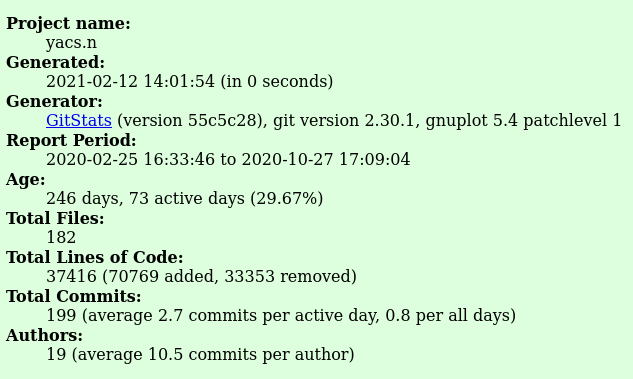 Project name:
yacs.n
Generated:
2021-02-12 14:01:54 (in 0 seconds)
Generator:
GitStats (version 55c5c28), git version 2.30.1, gnuplot 5.4 patchlevel 1
Report Period:
2020-02-25 16:33:46 to 2020-10-27 17:09:04
Age:
246 days, 73 active days (29.67%)
Total Files:
182
Total Lines of Code:
37416 (70769 added, 33353 removed)
Total Commits:
199 (average 2.7 commits per active day, 0.8 per all days)
Authors:
19 (average 10.5 commits per author)